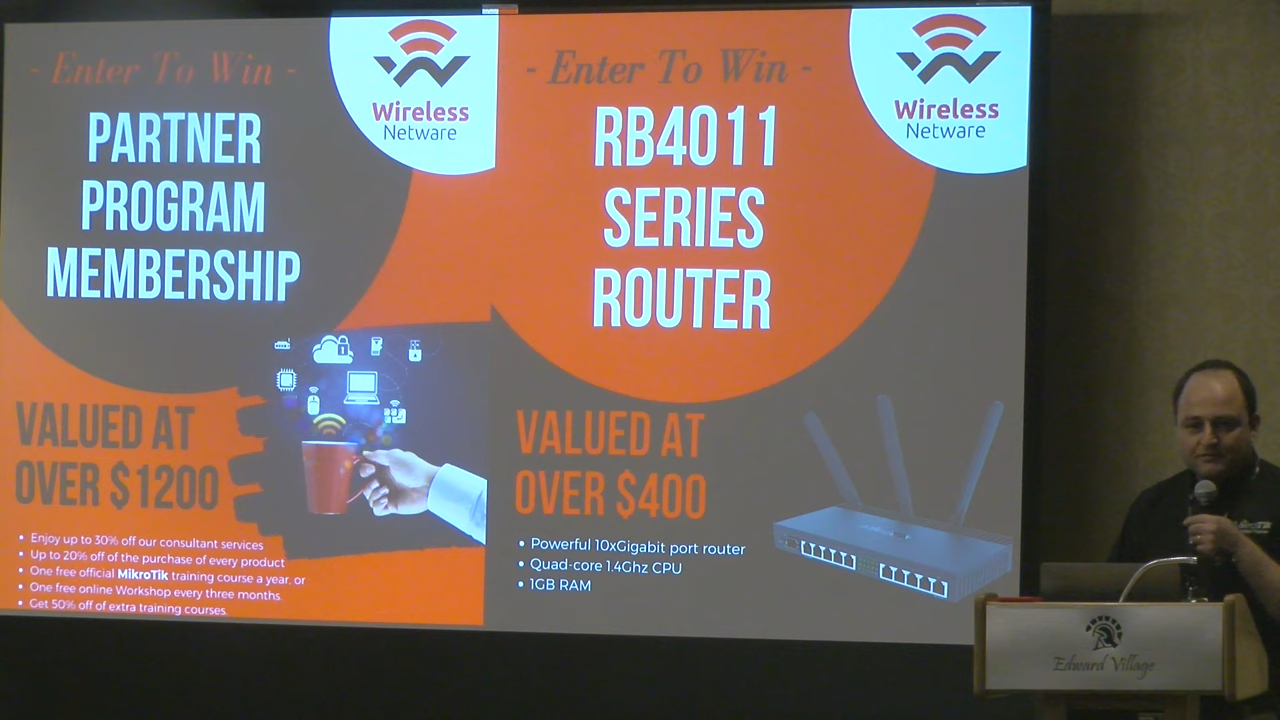 - Enter To Win -
PARTNER
PROGRAM
MEMBERSHIP
Wireless
Netware
VALUED AT
OVER $1200
• Enjoy up to 30% off our consultant services
• Up to 20% off of the purchase of every product
• One free official MikroTik training course a year, or
• One free online Workshop every three months.
• Get 50% off of extra training courses.
- Enter To Win -
RB4011
SERIES
ROUTER
Wireless
Netware
VALUED AT
OVER $400
• Powerful 10xGigabit port router
• Quad-core 1.4Ghz CPU
• 1GB RAM
Edward Village